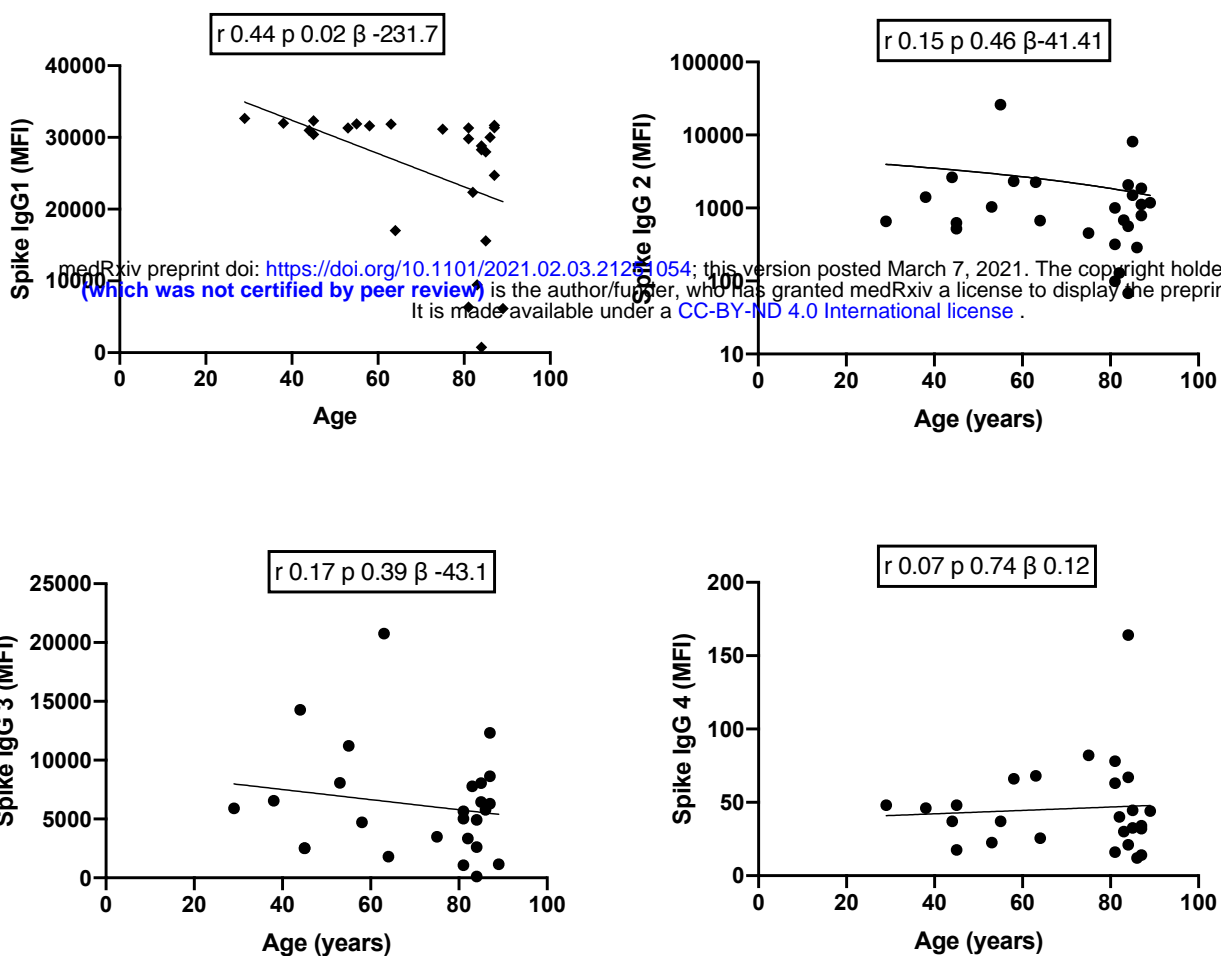 r 0.44 p 0.02 β -231.7
40000
30000
20000
10000
0
0 20 40 60 80 100
Spike IgG1 (MFI)
Age
r 0.15 p 0.46 β-41.41
100000
10000
1000
100
10
0 20 40 60 80 100
Spike IgG 2 (MFI)
Age (years)
medRxiv preprint doi: https://doi.org/10.1101/2021.02.03.21251054; this version posted March 7, 2021. The copyright holde
(which was not certified by peer review) is the author/funder, who has granted medRxiv a license to display the preprin
It is made available under a CC-BY-ND 4.0 International license .
r 0.17 p 0.39 β -43.1
25000
20000
15000
10000
5000
0
0 20 40 60 80 100
Spike IgG 3 (MFI)
Age (years)
r 0.07 p 0.74 β 0.12
200
150
100
50
0
0 20 40 60 80 100
Spike IgG 4 (MFI)
Age (years)